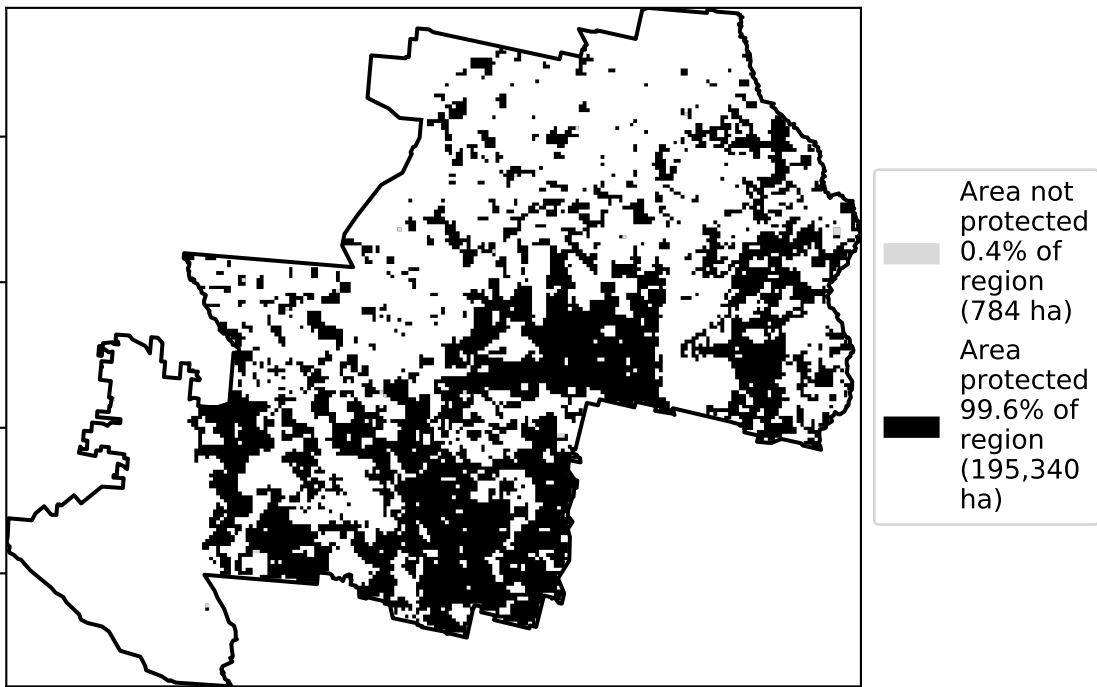 Area not
protected
0.4% of
region
(784 ha)
Area
protected
99.6% of
region
(195,340
ha)